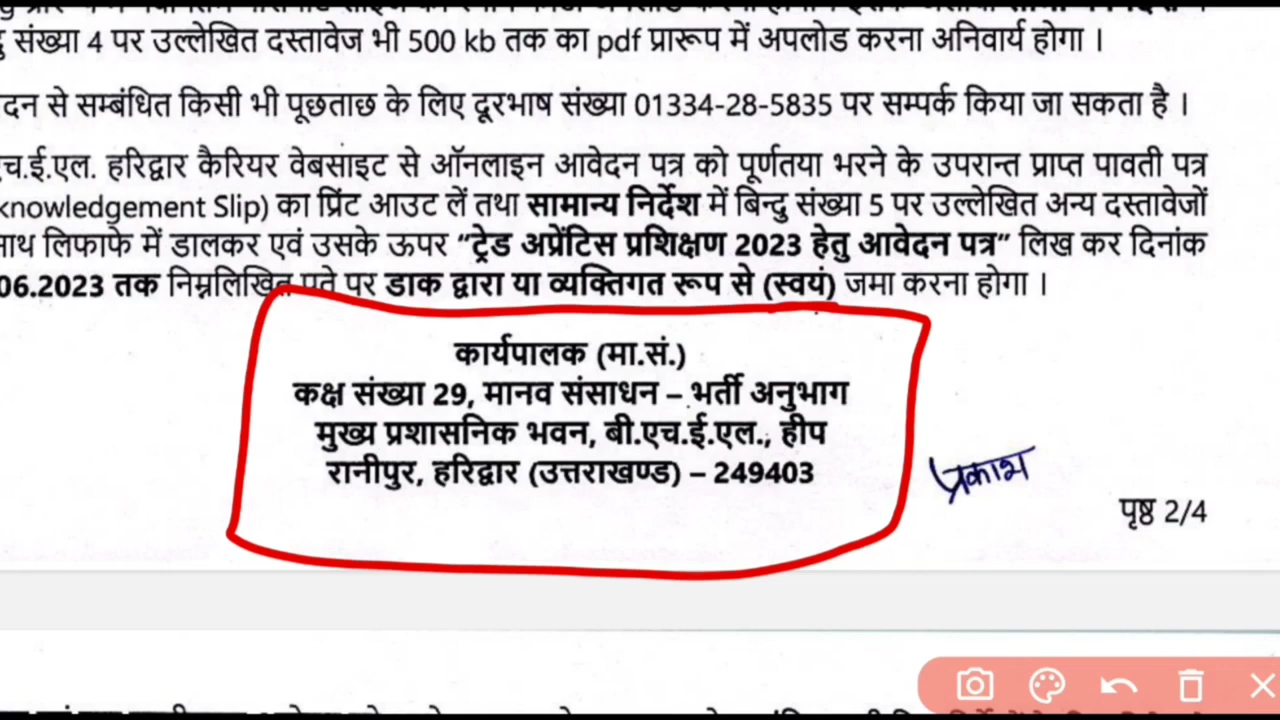 संख्या 4 पर उल्लेखित दस्तावेज भी 500 kb तक का pdf प्रारूप में अपलोड करना अनिवार्य होगा ।
दन से सम्बंधित किसी भी पूछताछ के लिए दूरभाष संख्या 01334-28-5835 पर सम्पर्क किया जा सकता है ।
च.ई.एल. हरिद्वार कैरियर वेबसाइट से ऑनलाइन आवेदन पत्र को पूर्णतया भरने के उपरान्त प्राप्त पावती पत्र
knowledgement Slip) का प्रिंट आउट लें तथा सामान्य निर्देश में बिन्दु संख्या 5 पर उल्लेखित अन्य दस्तावेजों
साथ लिफाफे में डालकर एवं उसके ऊपर “ट्रेड अप्रेंटिस प्रशिक्षण 2023 हेतु आवेदन पत्र” लिख कर दिनांक
06.2023 तक निम्नलिखित पते पर डाक द्वारा या व्यक्तिगत रूप से (स्वयं) जमा करना होगा ।
कार्यपालक (मा.सं.)
कक्ष संख्या 29, मानव संसाधन – भर्ती अनुभाग
मुख्य प्रशासनिक भवन, बी.एच.ई.एल., हीप
रानीपुर, हरिद्वार (उत्तराखण्ड) – 249403
प्रकाश
पृष्ठ 2/4